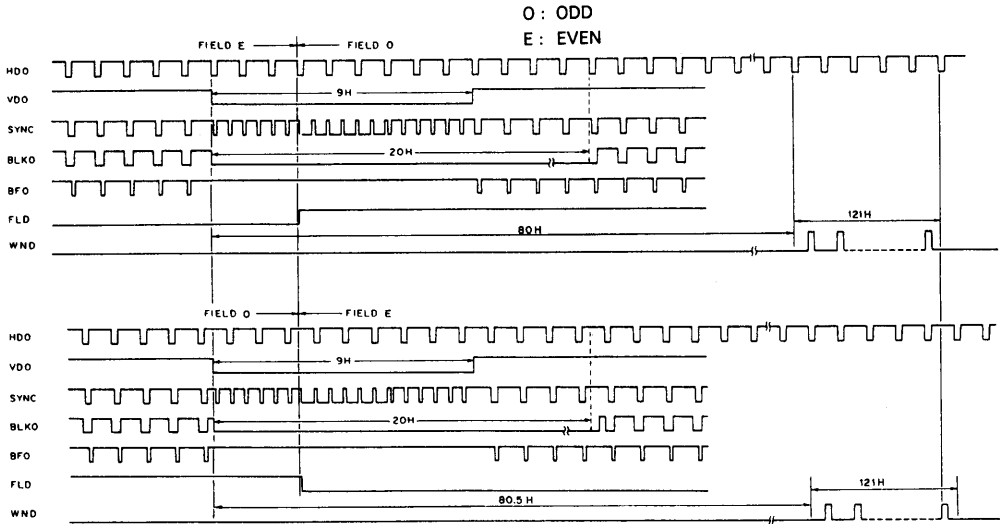 O : ODD
E : EVEN
FIELD E
FIELD O
HDO
VDO
9H
SYNC
BLKO
20H
BFO
FLD
121H
80H
WND
FIELD O
FIELD E
HDO
VDO
9H
SYNC
BLKO
20H
BFO
FLD
121H
80.5H
WND